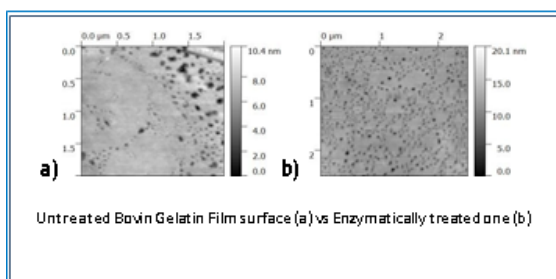 0.0 µm 0.5 1.0 1.5
0.0
0.5
1.0
1.5
10.4 nm
8.0
6.0
4.0
2.0
0.0
a)
0 µm 1 2
0
1
2
20.1 nm
15.0
10.0
5.0
0.0
b)
Untreated Bovin Gelatin Film surface (a) vs Enzymatically treated one (b)